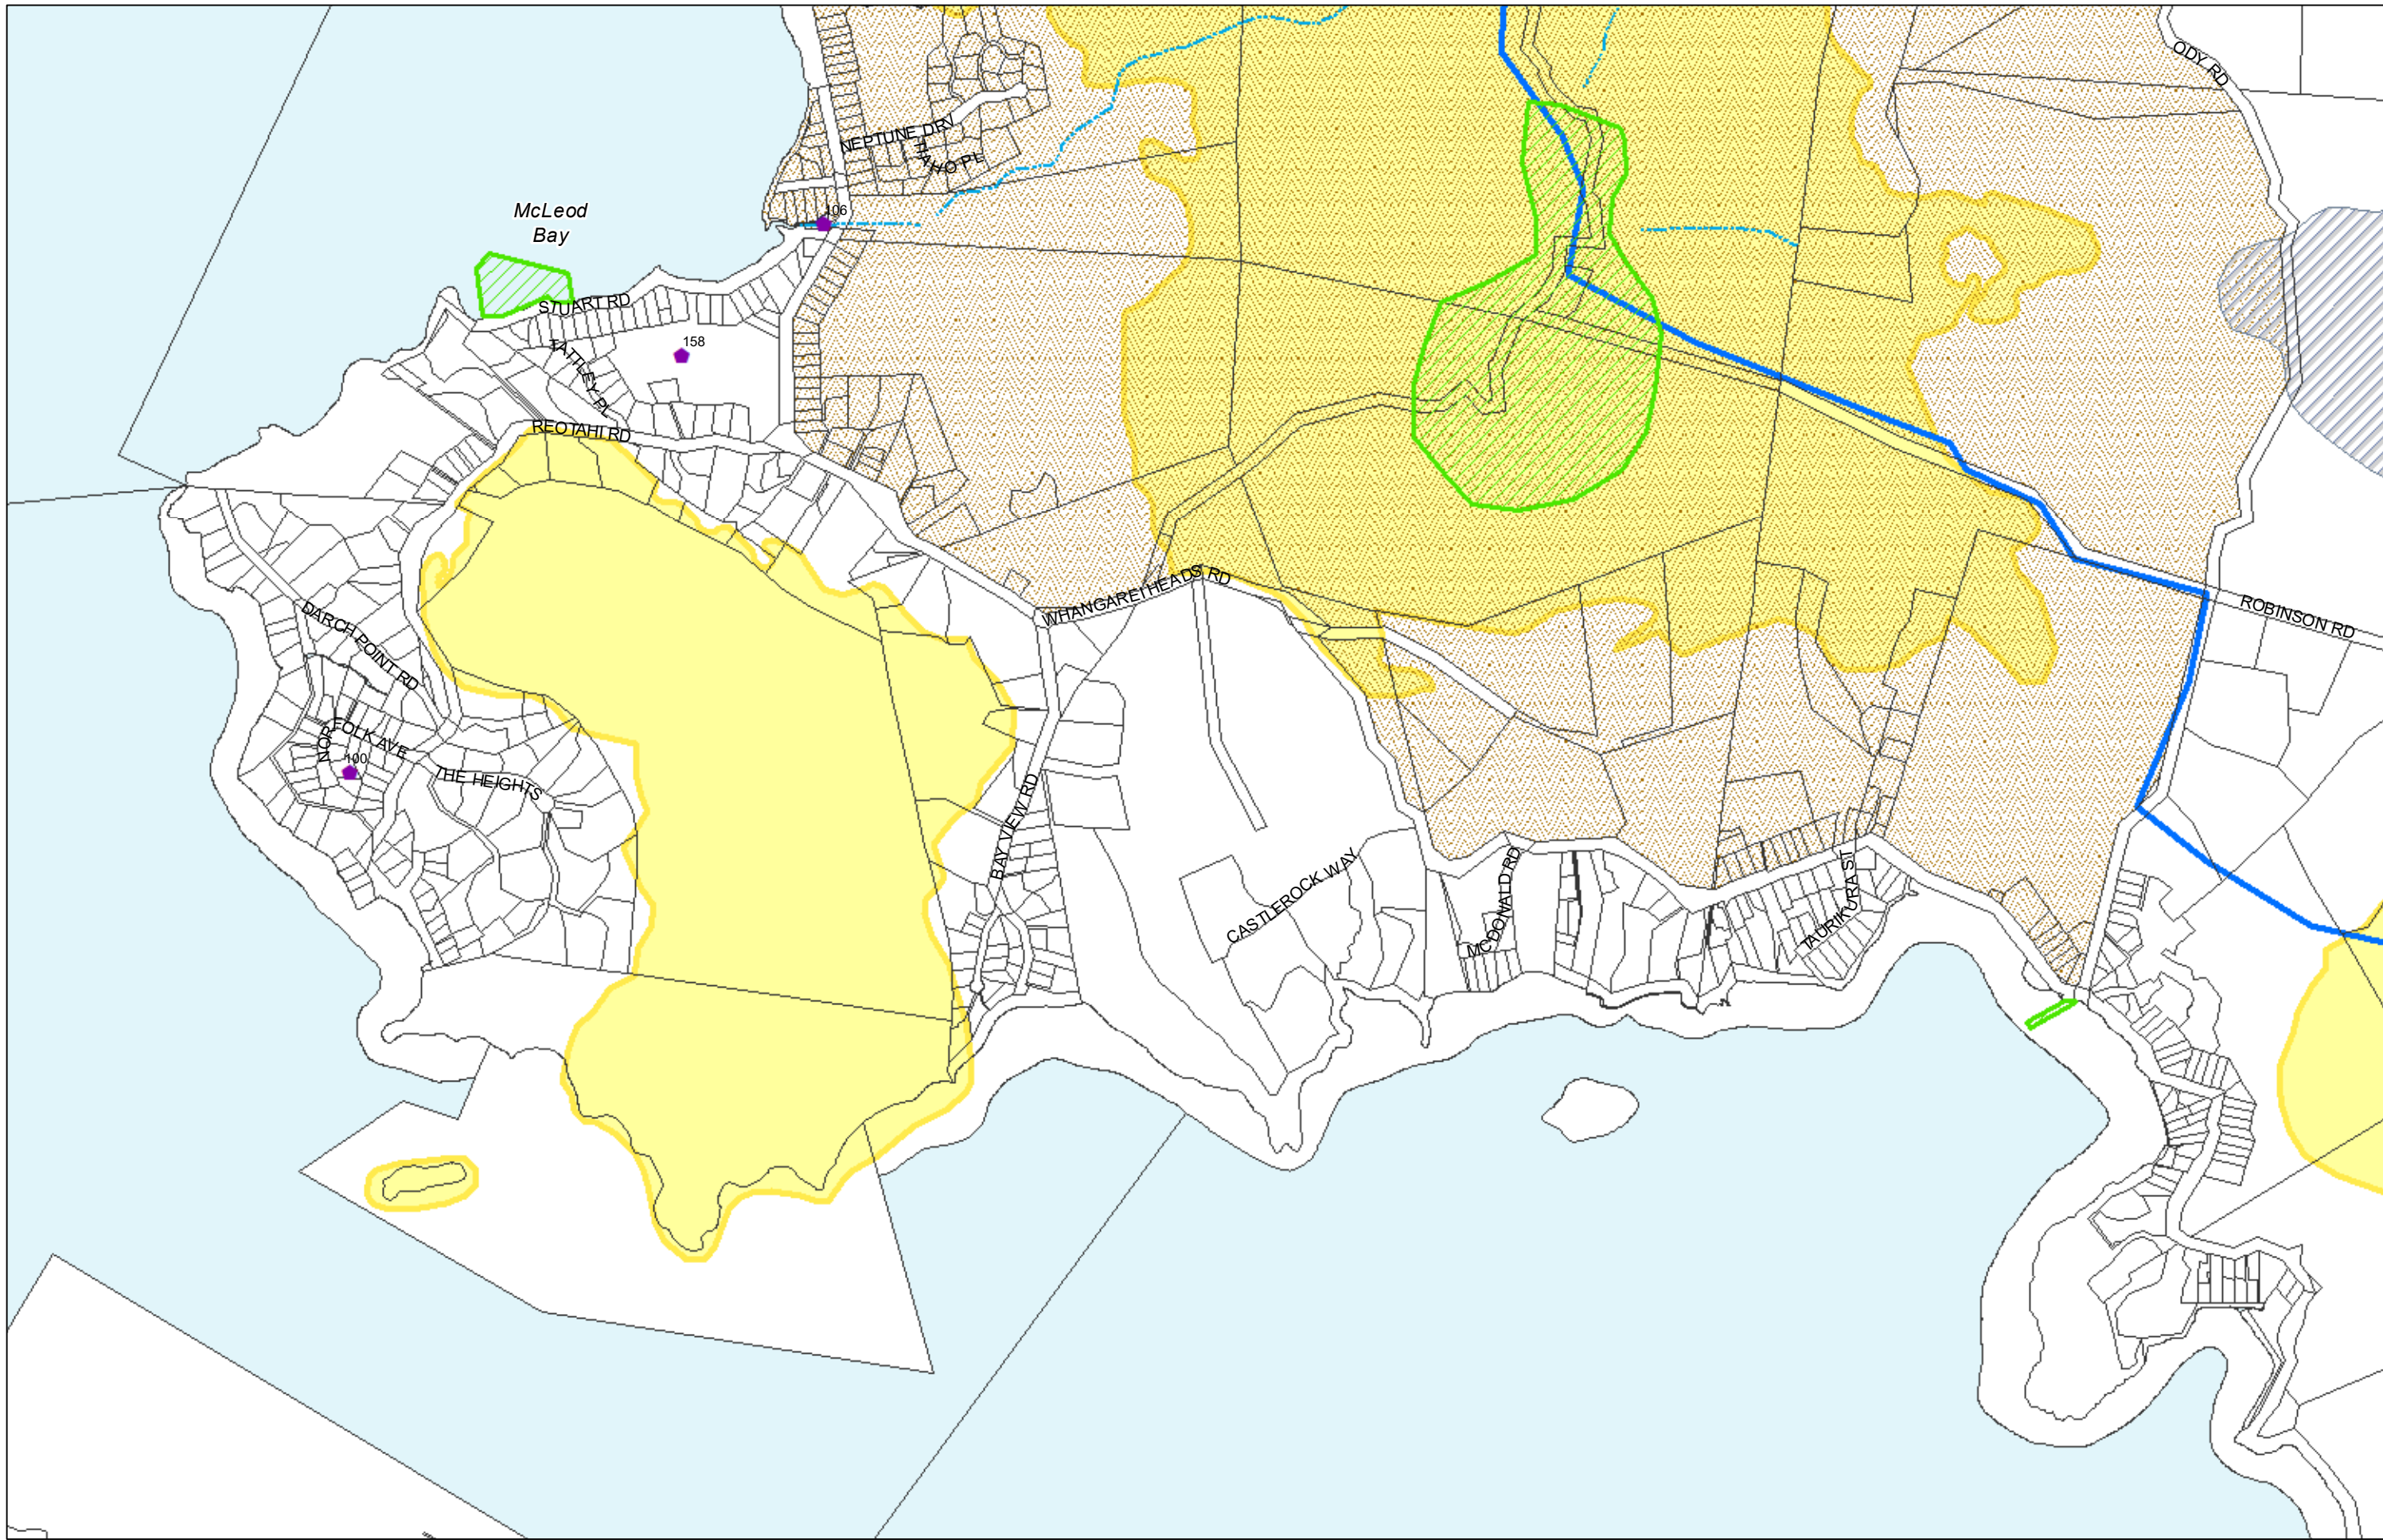 ODY RD
NEPTUNE DRV
TIAHO PL
106
McLeod
Bay
STUART RD
158
TATTLEY PL
REOTAHI RD
WHANGAREI HEADS RD
ROBINSON RD
DARCH POINT RD
NORFOLK AVE
100
THE HEIGHTS
BAY VIEW RD
CASTLEROCK WAY
MCDONALD RD
TAURIKURA ST